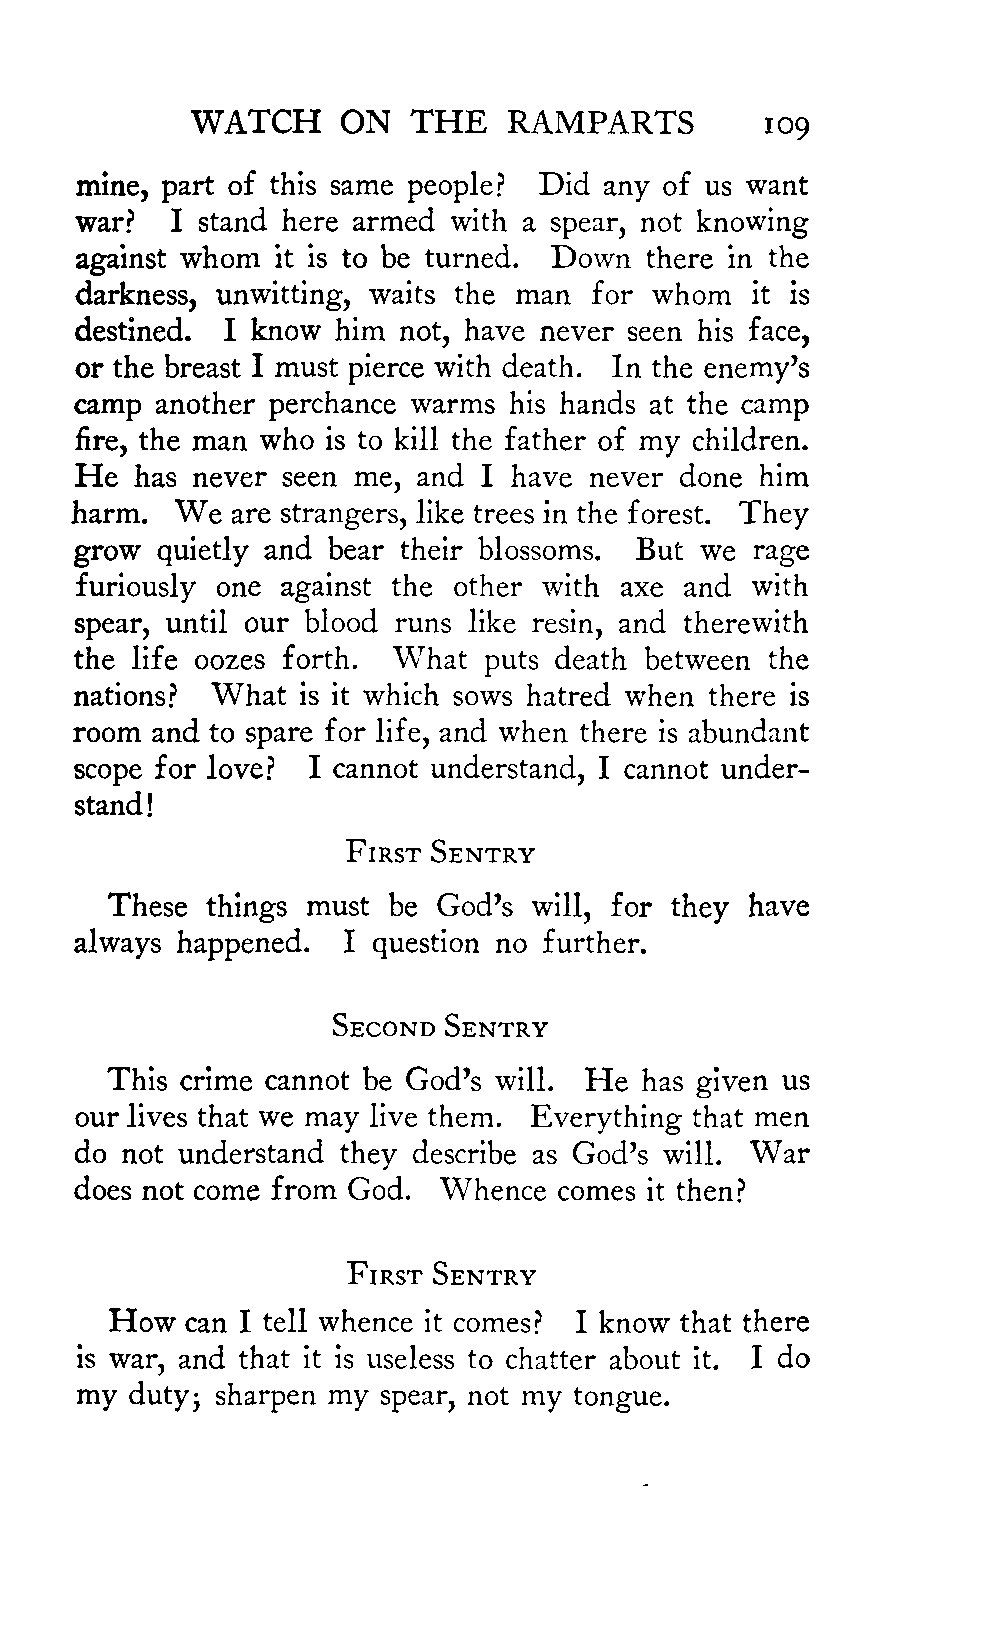 WATCH ON THE RAMPARTS 109
mine, part of this same people? Did any of us want
war? I stand here armed with a spear, not knowing
against whom it is to be turned. Down there in the
darkness, unwitting, waits the man for whom it is
destined. I know him not, have never seen his face,
or the breast I must pierce with death. In the enemy's
camp another perchance warms his hands at the camp
fire, the man who is to kill the father of my children.
He has never seen me, and I have never done him
harm. We are strangers, like trees in the forest. They
grow quietly and bear their blossoms. But we rage
furiously one against the other with axe and with
spear, until our blood runs like resin, and therewith
the life oozes forth. What puts death between the
nations? What is it which sows hatred when there is
room and to spare for life, and when there is abundant
scope for love? I cannot understand, I cannot under-
stand!
First Sentry
These things must be God's will, for they have
always happened. I question no further.
Second Sentry
This crime cannot be God's will. He has given us
our lives that we may live them. Everything that men
do not understand they describe as God's will. War
does not come from God. Whence comes it then?
First Sentry
How can I tell whence it comes? I know that there
is war, and that it is useless to chatter about it. I do
my duty; sharpen my spear, not my tongue.